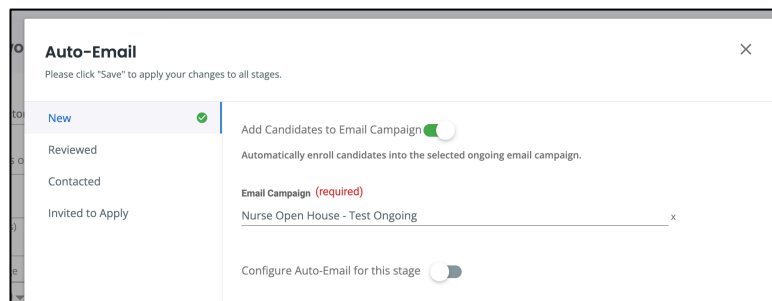 Auto-Email
Please click "Save" to apply your changes to all stages.
New
Reviewed
Contacted
Invited to Apply
Add Candidates to Email Campaign
Automatically enroll candidates into the selected ongoing email campaign.
Email Campaign (required)
Nurse Open House - Test Ongoing x
Configure Auto-Email for this stage